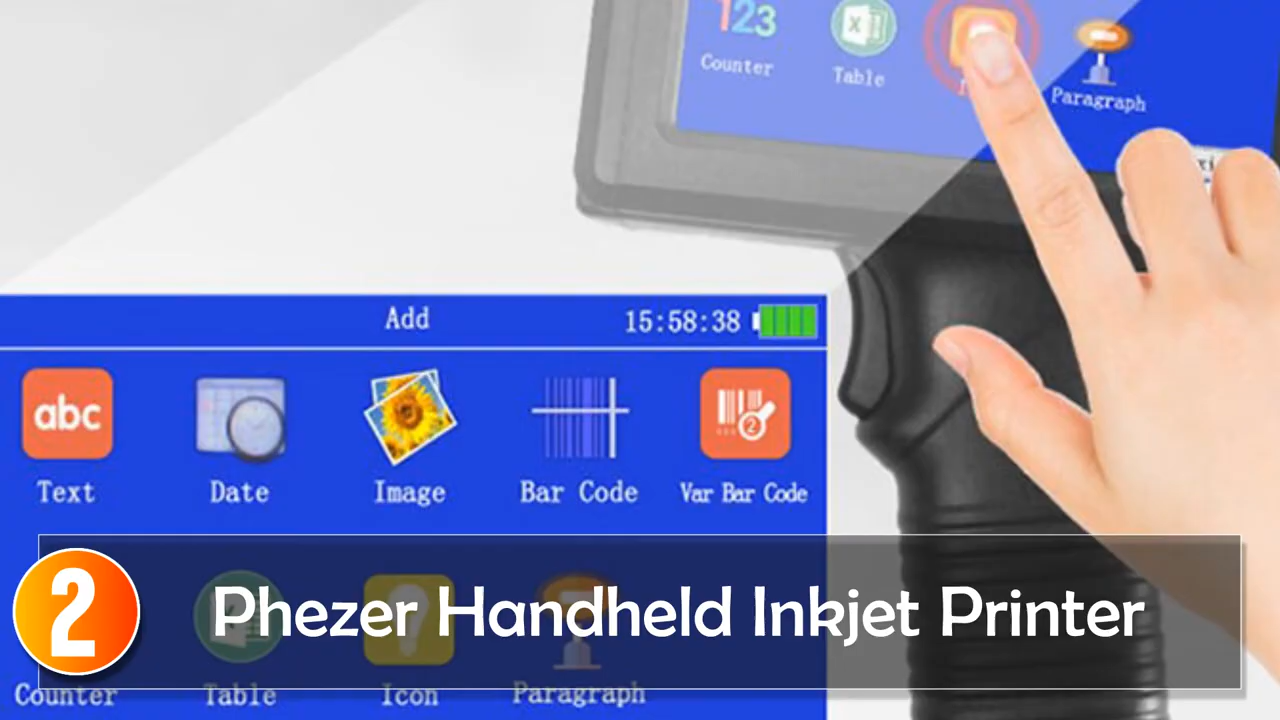 123
Counter
Table
Paragraph
Add
15:58:38
abc
Text
Date
Image
Bar Code
2
Var Bar Code
2
Phezer Handheld Inkjet Printer
Counter
Table
Icon
Paragraph